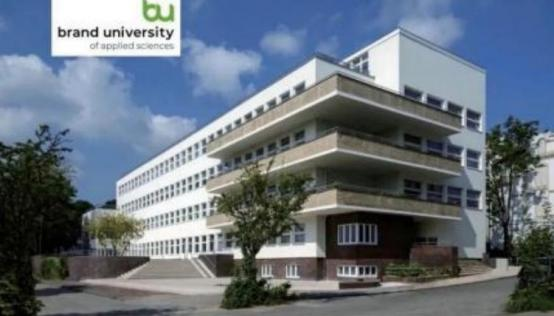 bu
brand university
of applied sciences